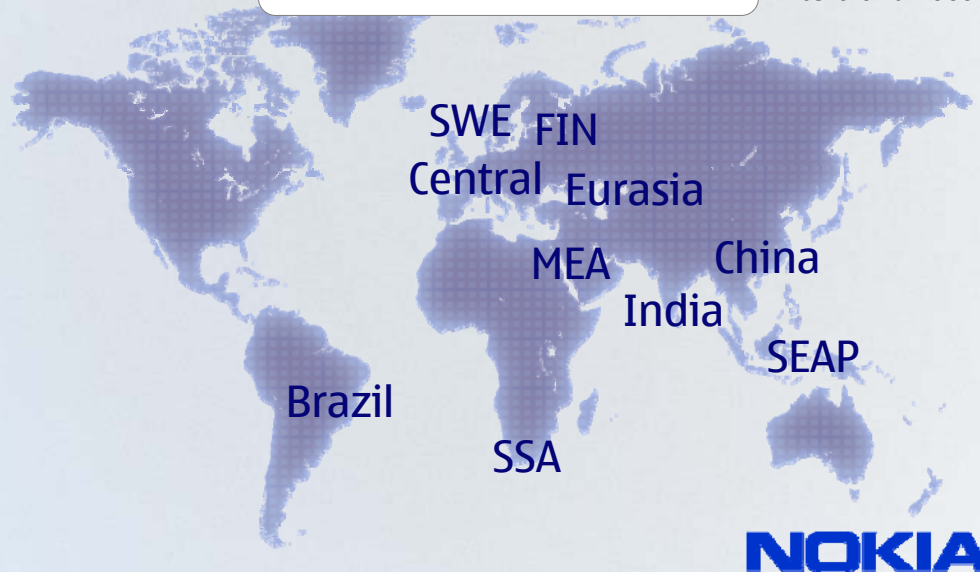 SWE FIN
Central Eurasia
MEA China
India
SEAP
Brazil
SSA
NOKIA